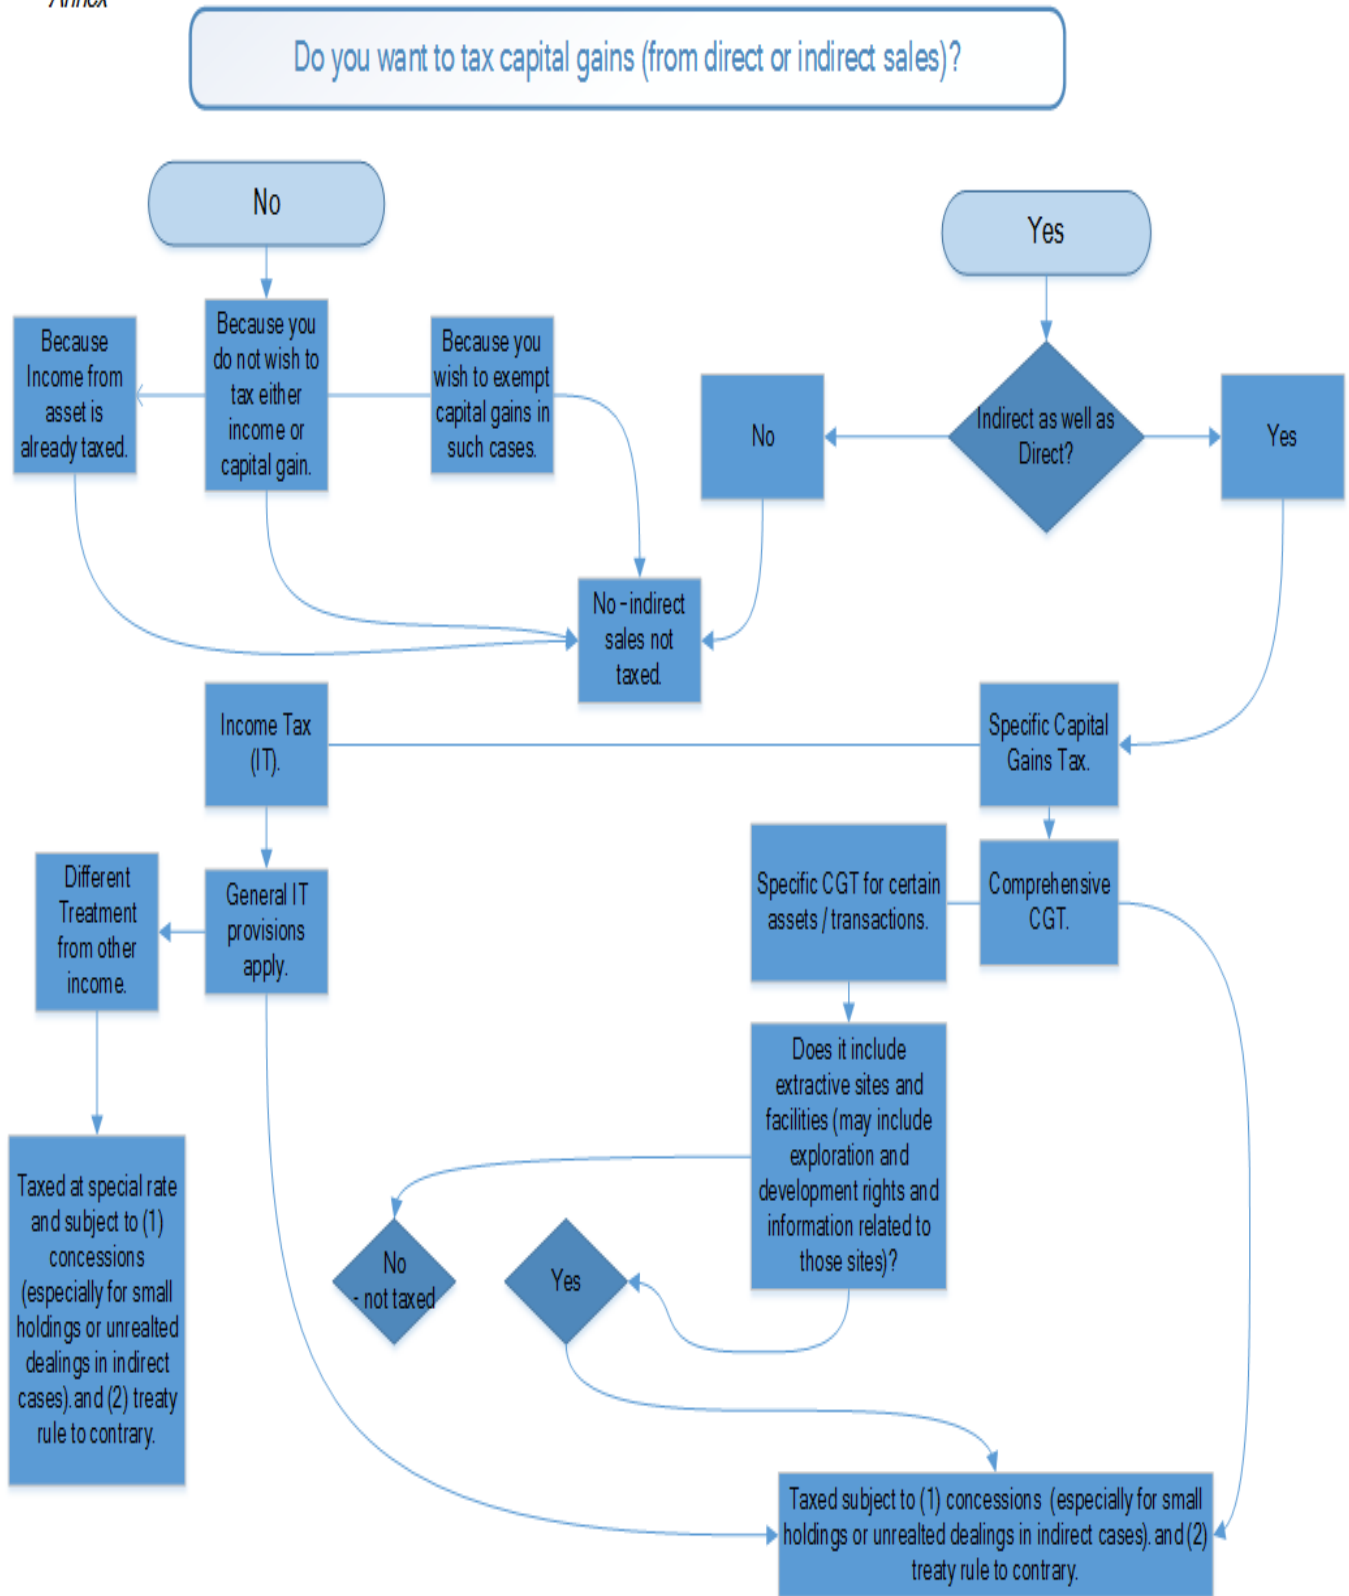 Annex
Do you want to tax capital gains (from direct or indirect sales)?
No
Yes
Because
Income from
asset is
already taxed.
Because you
do not wish to
tax either
income or
capital gain.
Because you
wish to exempt
capital gains in
such cases.
No
Indirect as well as
Direct?
Yes
No - indirect
sales not
taxed.
Income Tax
(IT).
Specific Capital
Gains Tax.
Different
Treatment
from other
income.
General IT
provisions
apply.
Specific CGT for certain
assets / transactions.
Comprehensive
CGT.
Does it include
extractive sites and
facilities (may include
exploration and
development rights and
information related to
those sites)?
Taxed at special rate
and subject to (1)
concessions
(especially for small
holdings or unrealted
dealings in indirect
cases).and (2) treaty
rule to contrary.
No
- not taxed
Yes
Taxed subject to (1) concessions (especially for small
holdings or unrealted dealings in indirect cases). and (2)
treaty rule to contrary.